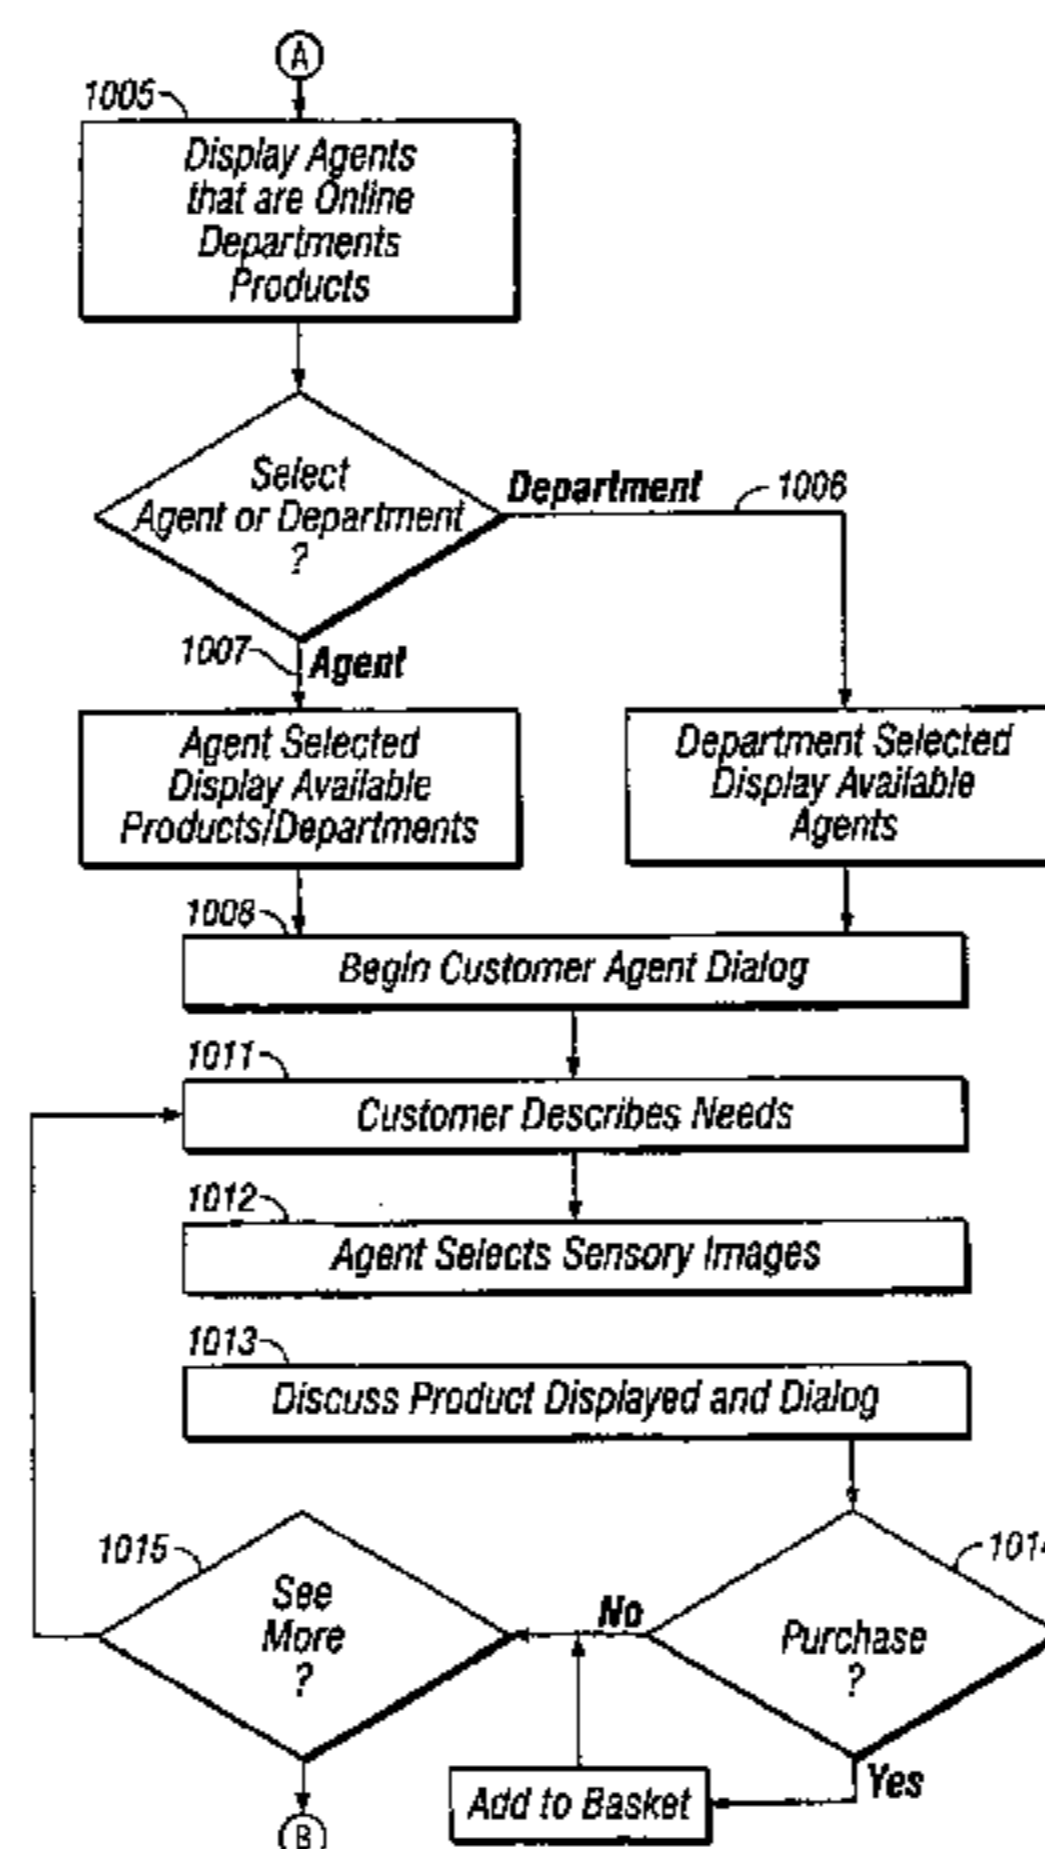 A
1005
Display Agents
that are Online
Departments
Products
Select
Agent or Department
?
Department
1006
1007
Agent
Agent Selected
Display Available
Products/Departments
Department Selected
Display Available
Agents
1008
Begin Customer Agent Dialog
1011
Customer Describes Needs
1012
Agent Selects Sensory Images
1013
Discuss Product Displayed and Dialog
1015
See
More
?
No
1014
Purchase
?
Yes
Add to Basket
B